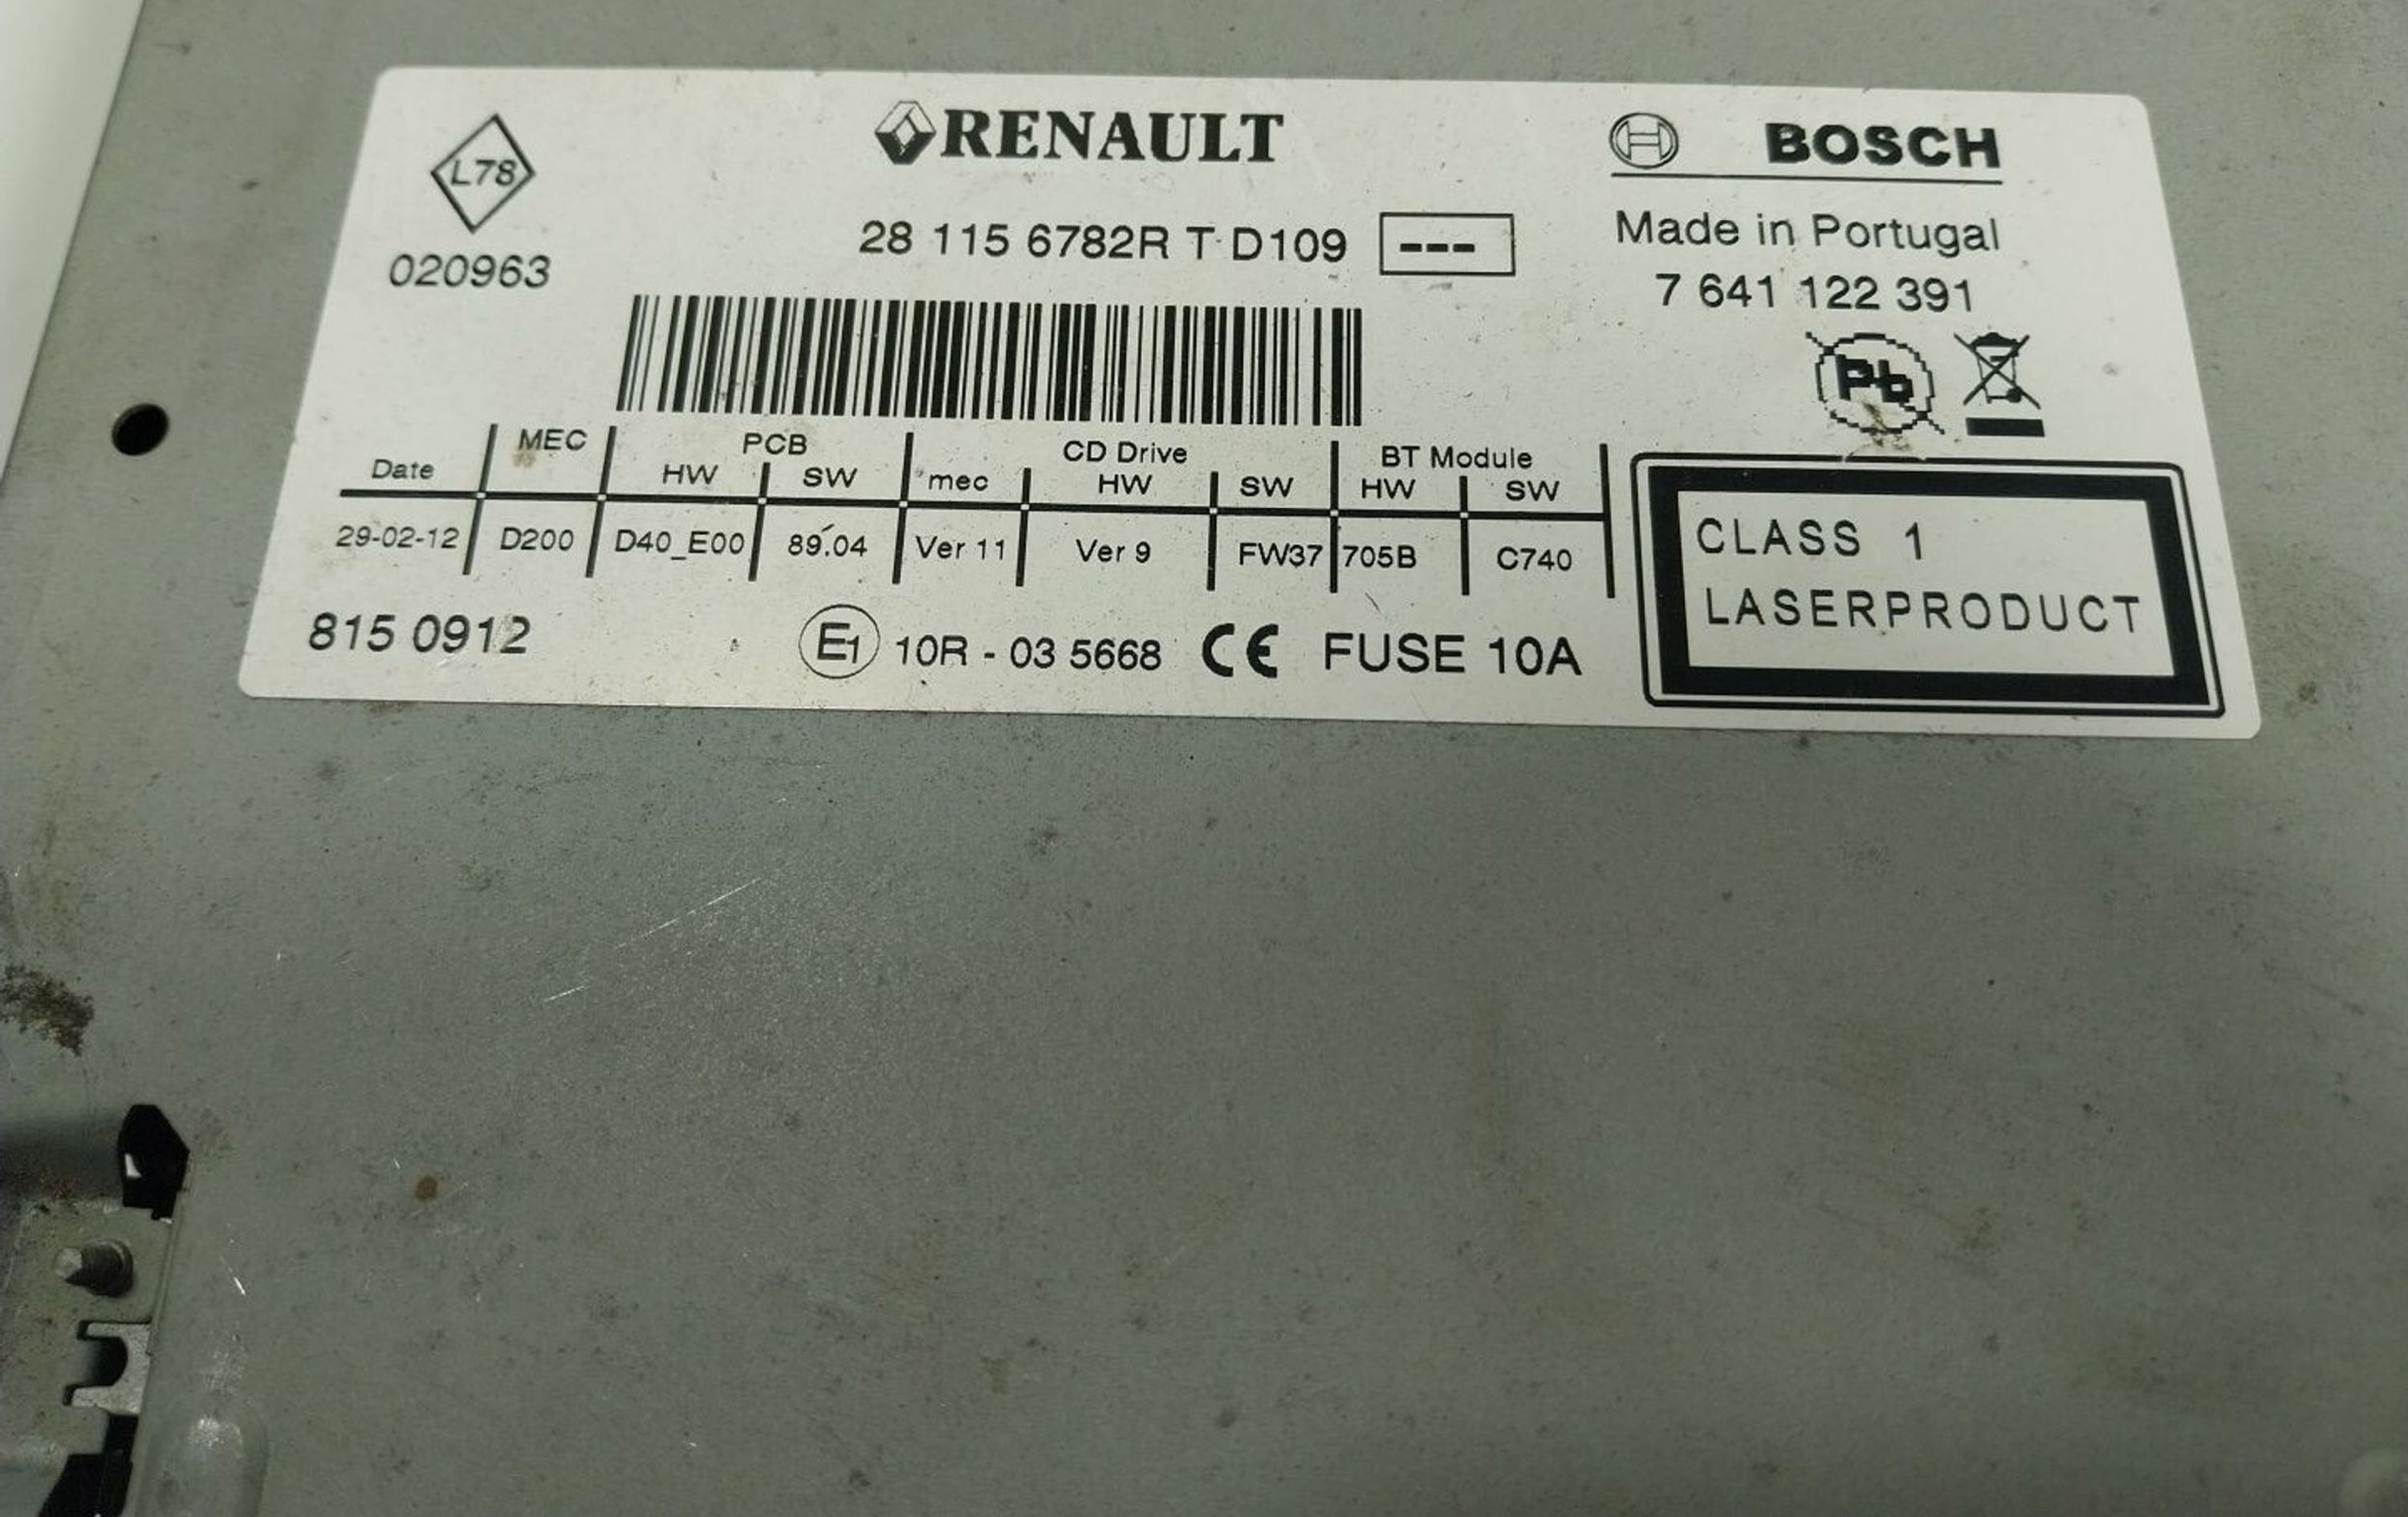 L78
020963
RENAULT
28 115 6782R T D109 ---
BOSCH
Made in Portugal
7 641 122 391
Pb
Date MEC PCB HW SW CD Drive mec HW SW BT Module HW SW
29-02-12 D200 D40_E00 89.04 Ver 11 Ver 9 FW37 705B C740
815 0912 E1 10R - 03 5668 CE FUSE 10A
CLASS 1
LASERPRODUCT